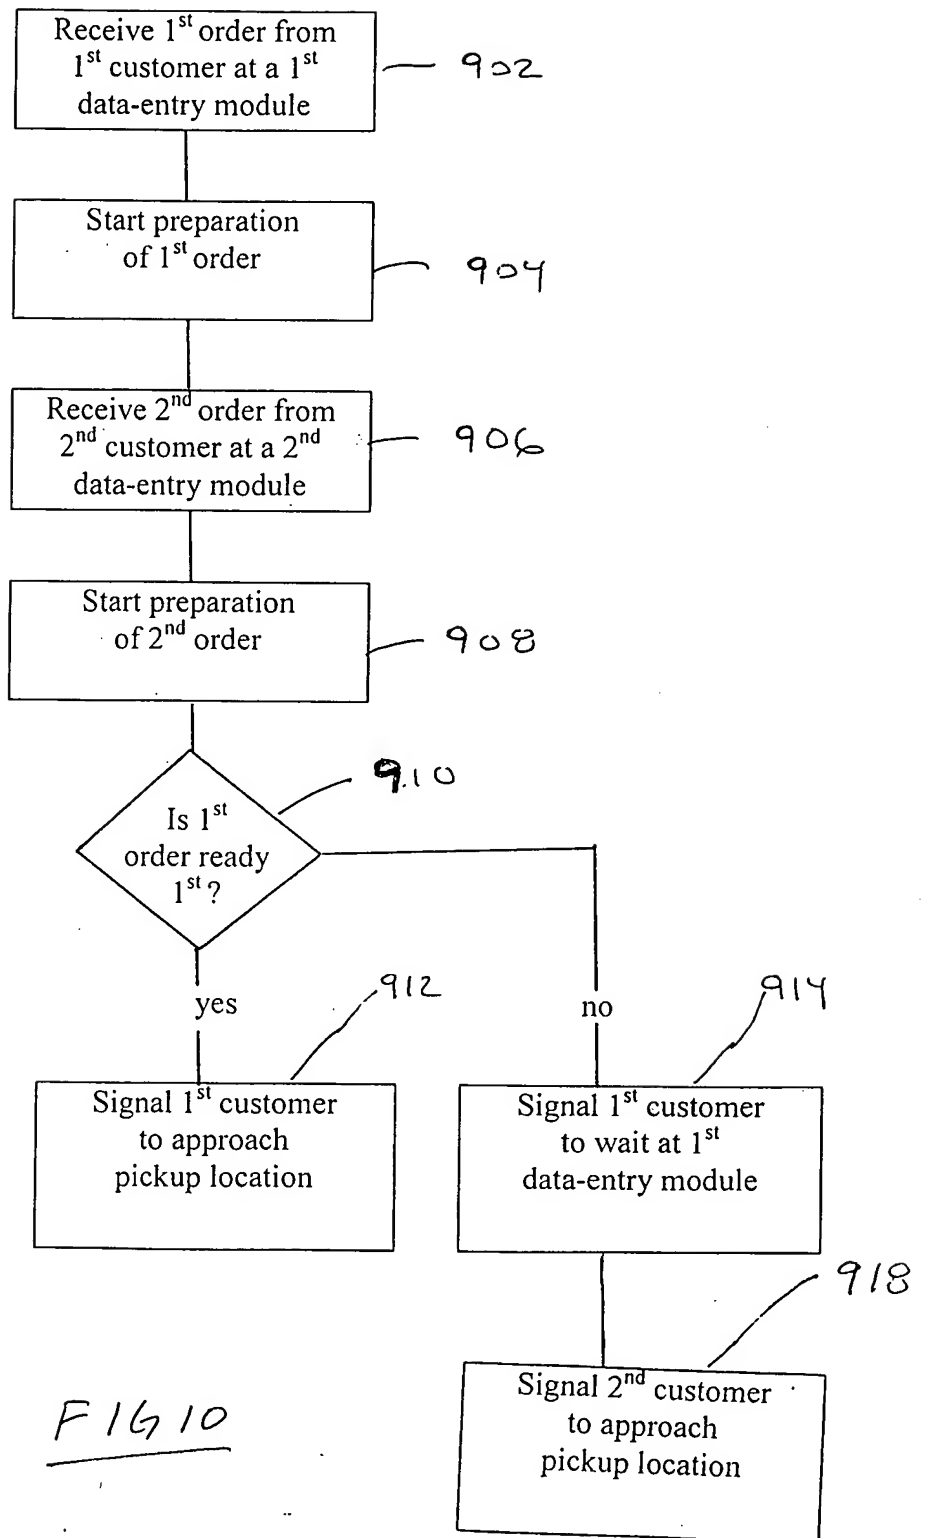 Receive 1st order from
1st customer at a 1st
data-entry module
902
Start preparation
of 1st order
904
Receive 2nd order from
2nd customer at a 2nd
data-entry module
906
Start preparation
of 2nd order
908
910
Is 1st
order ready
1st ?
yes
912
Signal 1st customer
to approach
pickup location
no
914
Signal 1st customer
to wait at 1st
data-entry module
918
Signal 2nd customer
to approach
pickup location
FIG 10